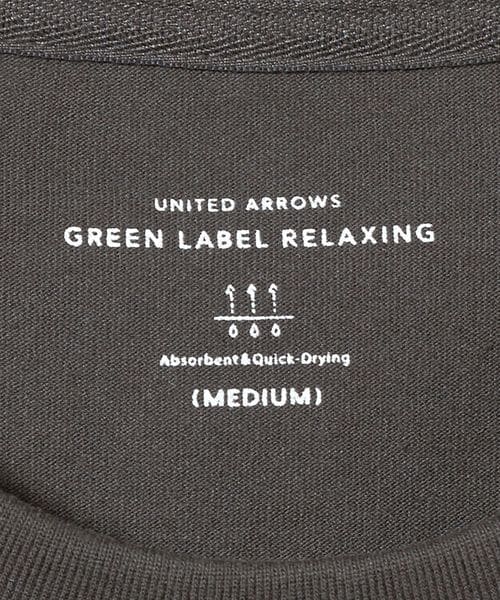 UNITED ARROWS
GREEN LABEL RELAXING
Absorbent&Quick-Drying
(MEDIUM)